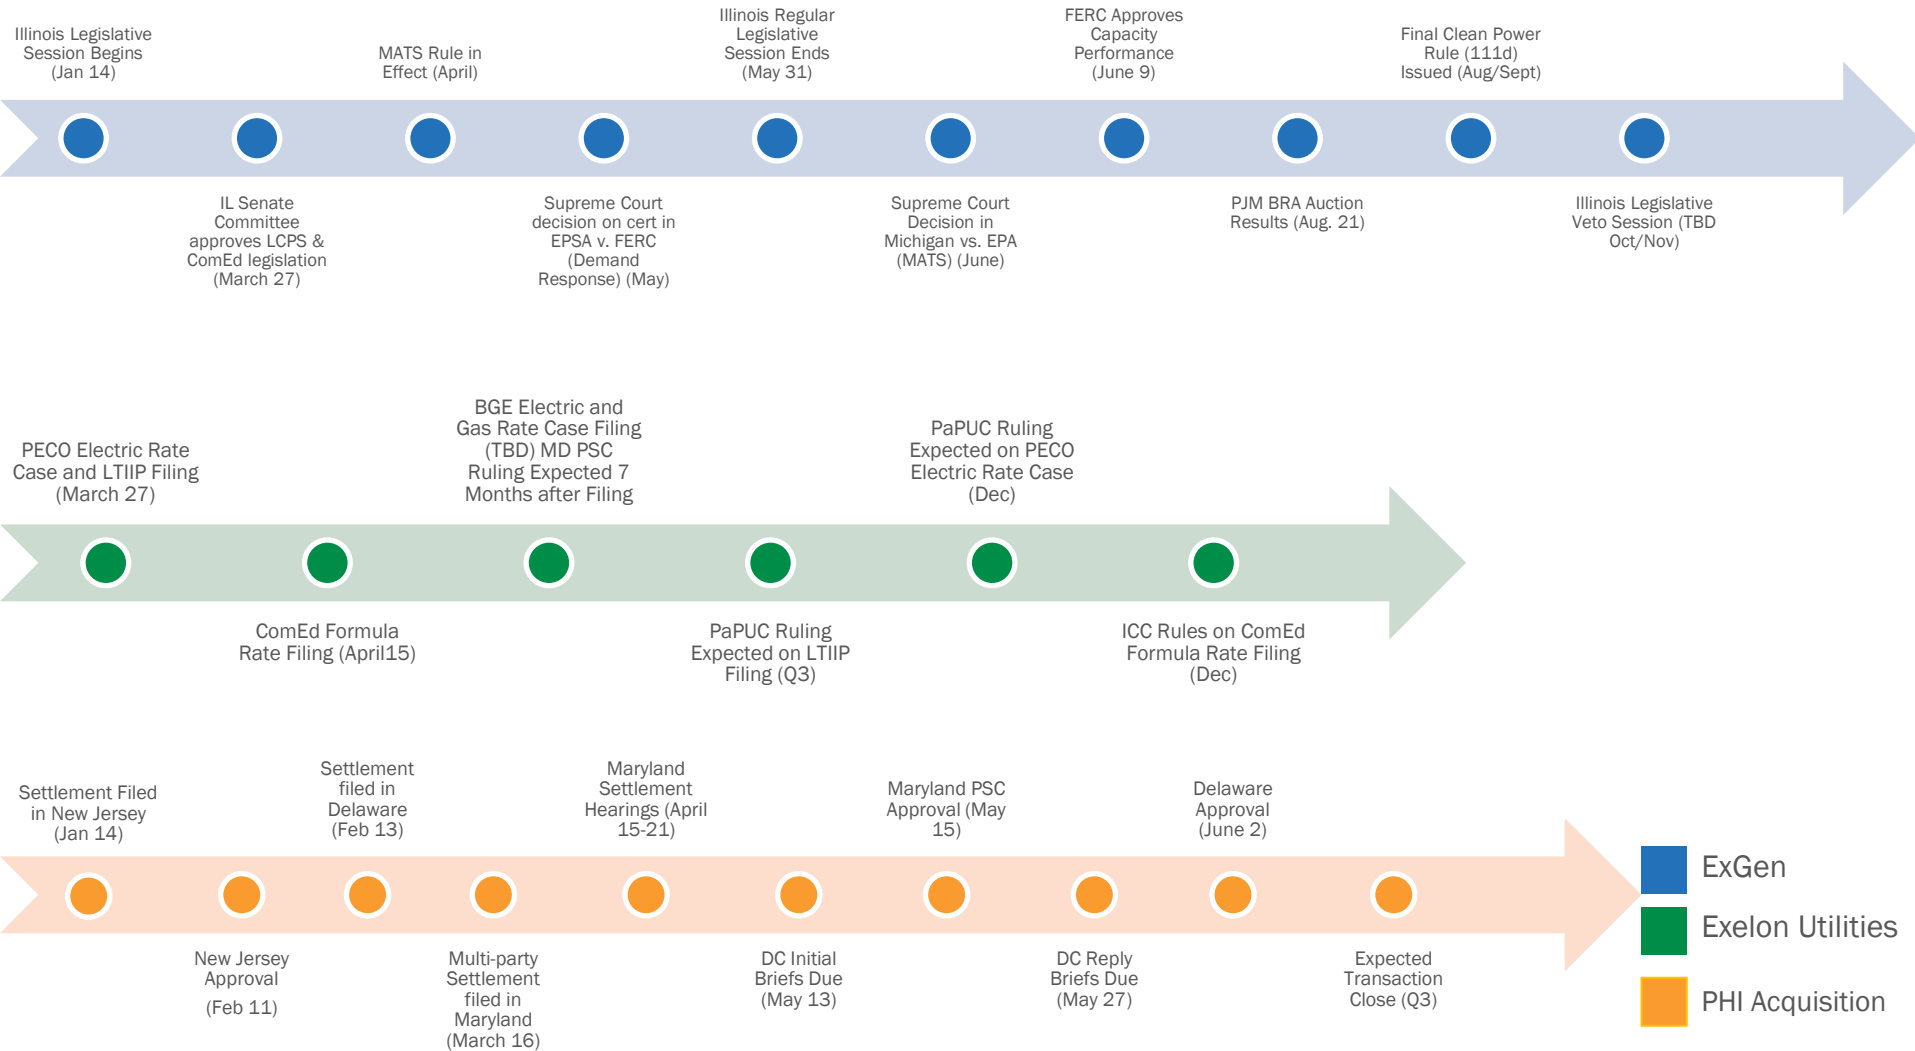 Illinois Legislative
Session Begins
(Jan 14)
MATS Rule in
Effect (April)
Illinois Regular
Legislative
Session Ends
(May 31)
FERC Approves
Capacity
Performance
(June 9)
Final Clean Power
Rule (111d)
Issued (Aug/Sept)
IL Senate
Committee
approves LCPS &
ComEd legislation
(March 27)
Supreme Court
decision on cert in
EPSA v. FERC
(Demand
Response) (May)
Supreme Court
Decision in
Michigan vs. EPA
(MATS) (June)
PJM BRA Auction
Results (Aug. 21)
Illinois Legislative
Veto Session (TBD
Oct/Nov)
PECO Electric Rate
Case and LTIIP Filing
(March 27)
BGE Electric and
Gas Rate Case Filing
(TBD) MD PSC
Ruling Expected 7
Months after Filing
PaPUC Ruling
Expected on PECO
Electric Rate Case
(Dec)
ComEd Formula
Rate Filing (April15)
PaPUC Ruling
Expected on LTIIP
Filing (Q3)
ICC Rules on ComEd
Formula Rate Filing
(Dec)
Settlement Filed
in New Jersey
(Jan 14)
Settlement
filed in
Delaware
(Feb 13)
Maryland
Settlement
Hearings (April
15-21)
Maryland PSC
Approval (May
15)
Delaware
Approval
(June 2)
New Jersey
Approval
(Feb 11)
Multi-party
Settlement
filed in
Maryland
(March 16)
DC Initial
Briefs Due
(May 13)
DC Reply
Briefs Due
(May 27)
Expected
Transaction
Close (Q3)
ExGen
Exelon Utilities
PHI Acquisition